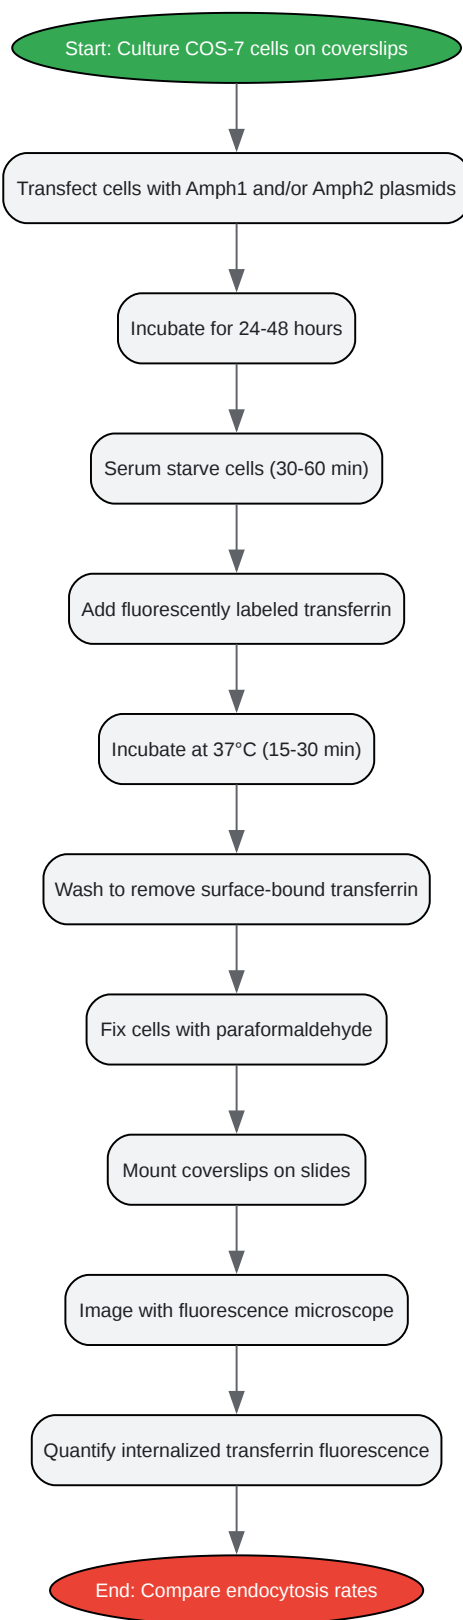 Start: Culture COS-7 cells on coverslips
Transfect cells with Amph1 and/or Amph2 plasmids
Incubate for 24-48 hours
Serum starve cells (30-60 min)
Add fluorescently labeled transferrin
Incubate at 37°C (15-30 min)
Wash to remove surface-bound transferrin
Fix cells with paraformaldehyde
Mount coverslips on slides
Image with fluorescence microscope
Quantify internalized transferrin fluorescence
End: Compare endocytosis rates